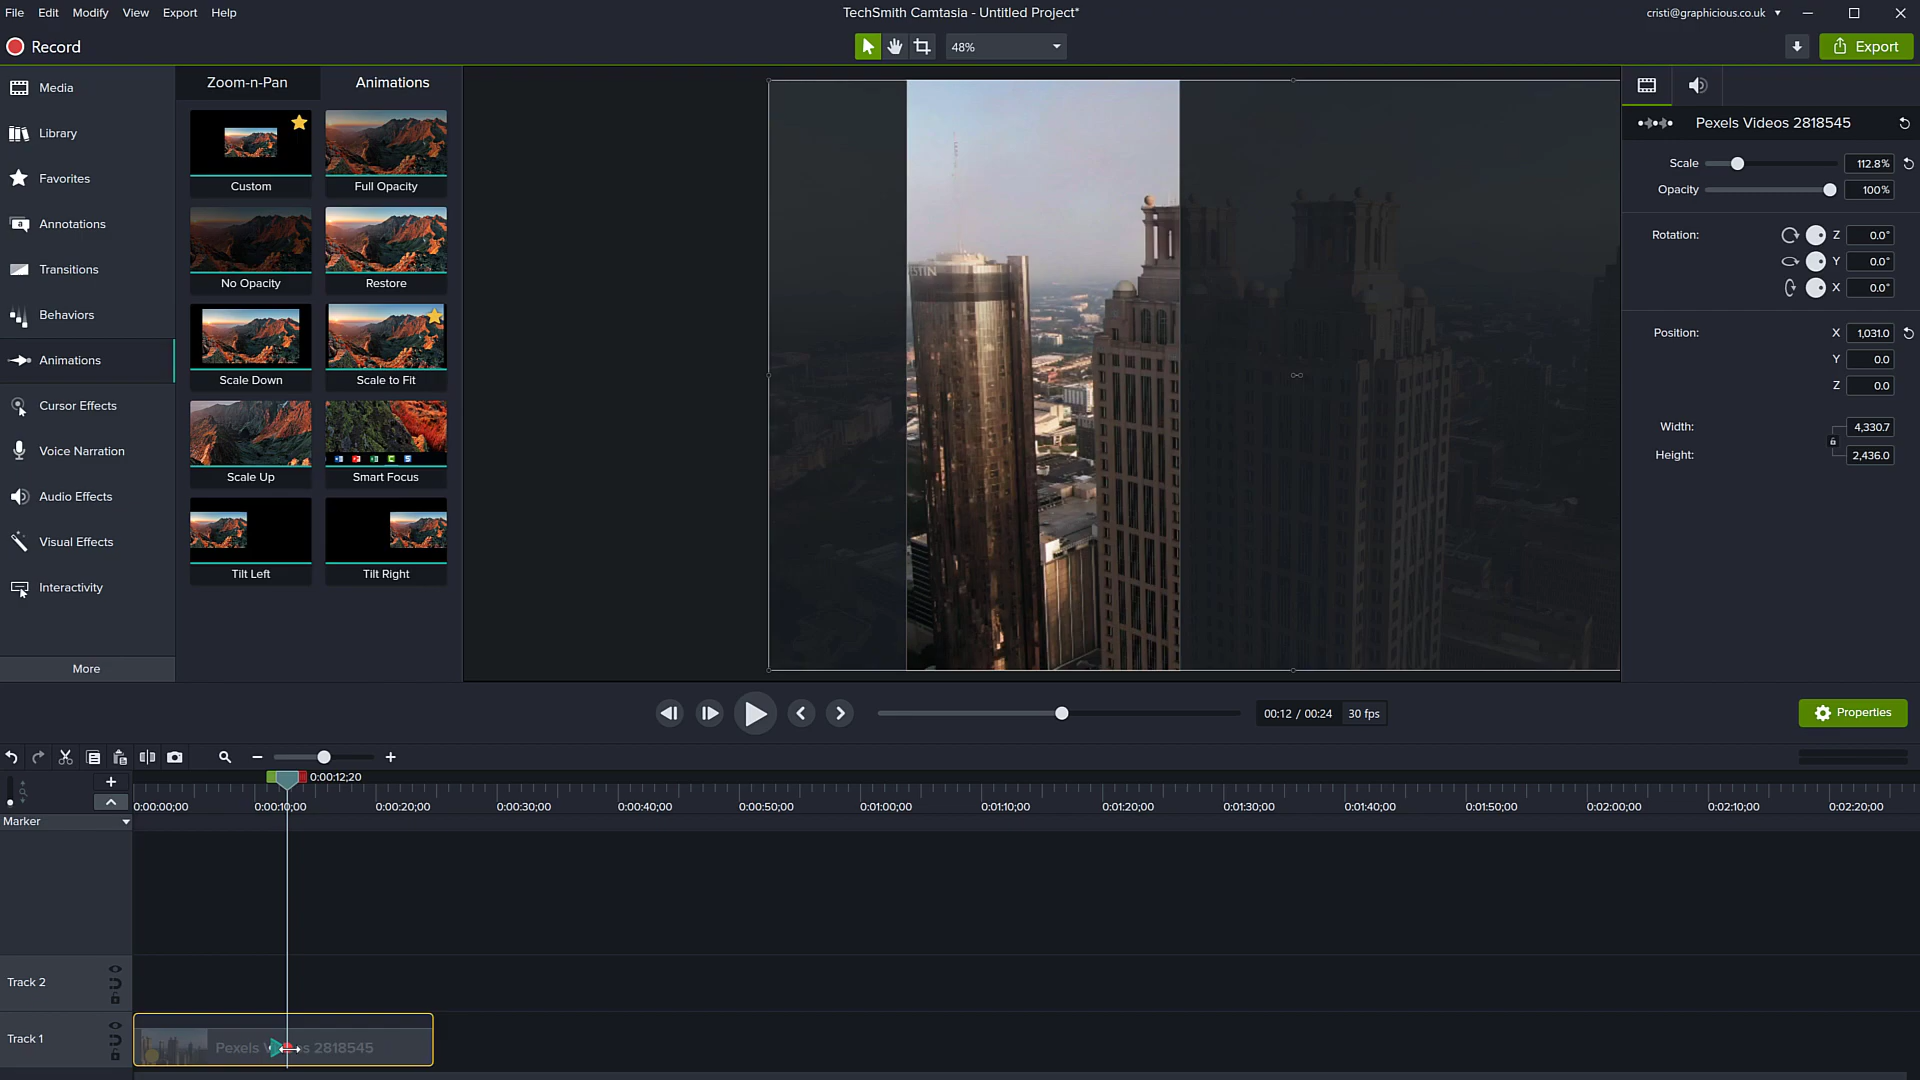 File Edit Modify View Export Help
TechSmith Camtasia - Untitled Project*
cristi@graphicious.co.uk
Record
48%
Export
Media
Library
Favorites
Annotations
Transitions
Behaviors
Animations
Cursor Effects
Voice Narration
Audio Effects
Visual Effects
Interactivity
More
Zoom-n-Pan Animations
Custom Full Opacity
No Opacity Restore
Scale Down Scale to Fit
Scale Up Smart Focus
Tilt Left Tilt Right
STIN
Pexels Videos 2818545
Scale 112.8%
Opacity 100%
Rotation: Z 0.0°
Y 0.0°
X 0.0°
Position: X 1,031.0
Y 0.0
Z 0.0
Width: 4,330.7
Height: 2,436.0
00:12 / 00:24 30 fps
Properties
0:00:12;20
0:00:00;00 0:00:10;00 0:00:20;00 0:00:30;00 0:00:40;00 0:00:50;00 0:01:00;00 0:01:10;00 0:01:20;00 0:01:30;00 0:01:40;00 0:01:50;00 0:02:00;00 0:02:10;00 0:02:20;00
Marker
Track 2
Track 1
Pexels 2818545